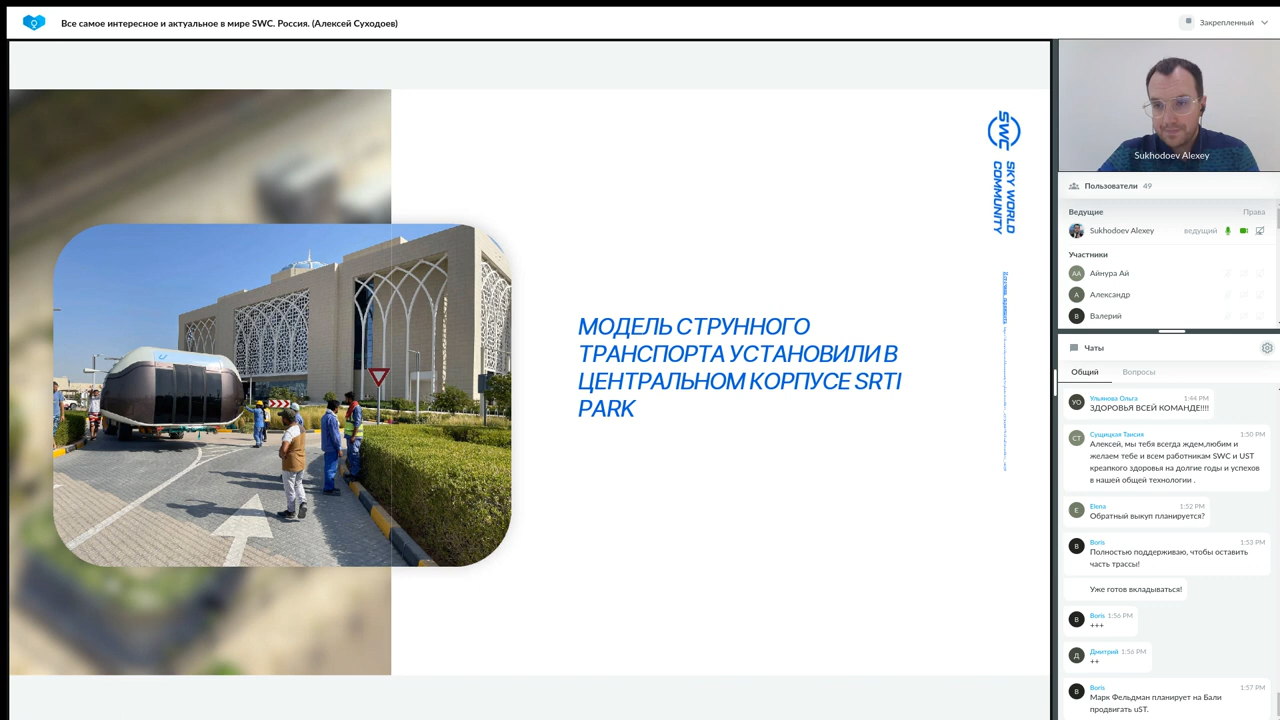 Все самое интересное и актуальное в мире SWC. Россия. (Алексей Суходоев)
Закрепленный
SWC
SKY WORLD
COMMUNITY
МОДЕЛЬ СТРУННОГО
ТРАНСПОРТА УСТАНОВИЛИ В
ЦЕНТРАЛЬНОМ КОРПУСЕ SRTI
PARK
Sukhodoev Alexey
Пользователи 49
Ведущие Права
Sukhodoev Alexey ведущий
Участники
АА Айнура Ай
А Александр
В Валерий
Чаты
Общий Вопросы
УО Ульянова Ольга 1:44 PM
ЗДОРОВЬЯ ВСЕЙ КОМАНДЕ!!!!
СТ Сущицкая Таисия 1:50 PM
Алексей, мы тебя всегда ждем,любим и
желаем тебе и всем работникам SWC и UST
креапкого здоровья на долгие годы и успехов
в нашей общей технологии .
E Elena 1:52 PM
Обратный выкуп планируется?
B Boris 1:53 PM
Полностью поддерживаю, чтобы оставить
часть трассы!
Уже готов вкладываться!
B Boris 1:56 PM
+++
Д Дмитрий 1:56 PM
++
B Boris 1:57 PM
Марк Фельдман планирует на Бали
продвигать uST.